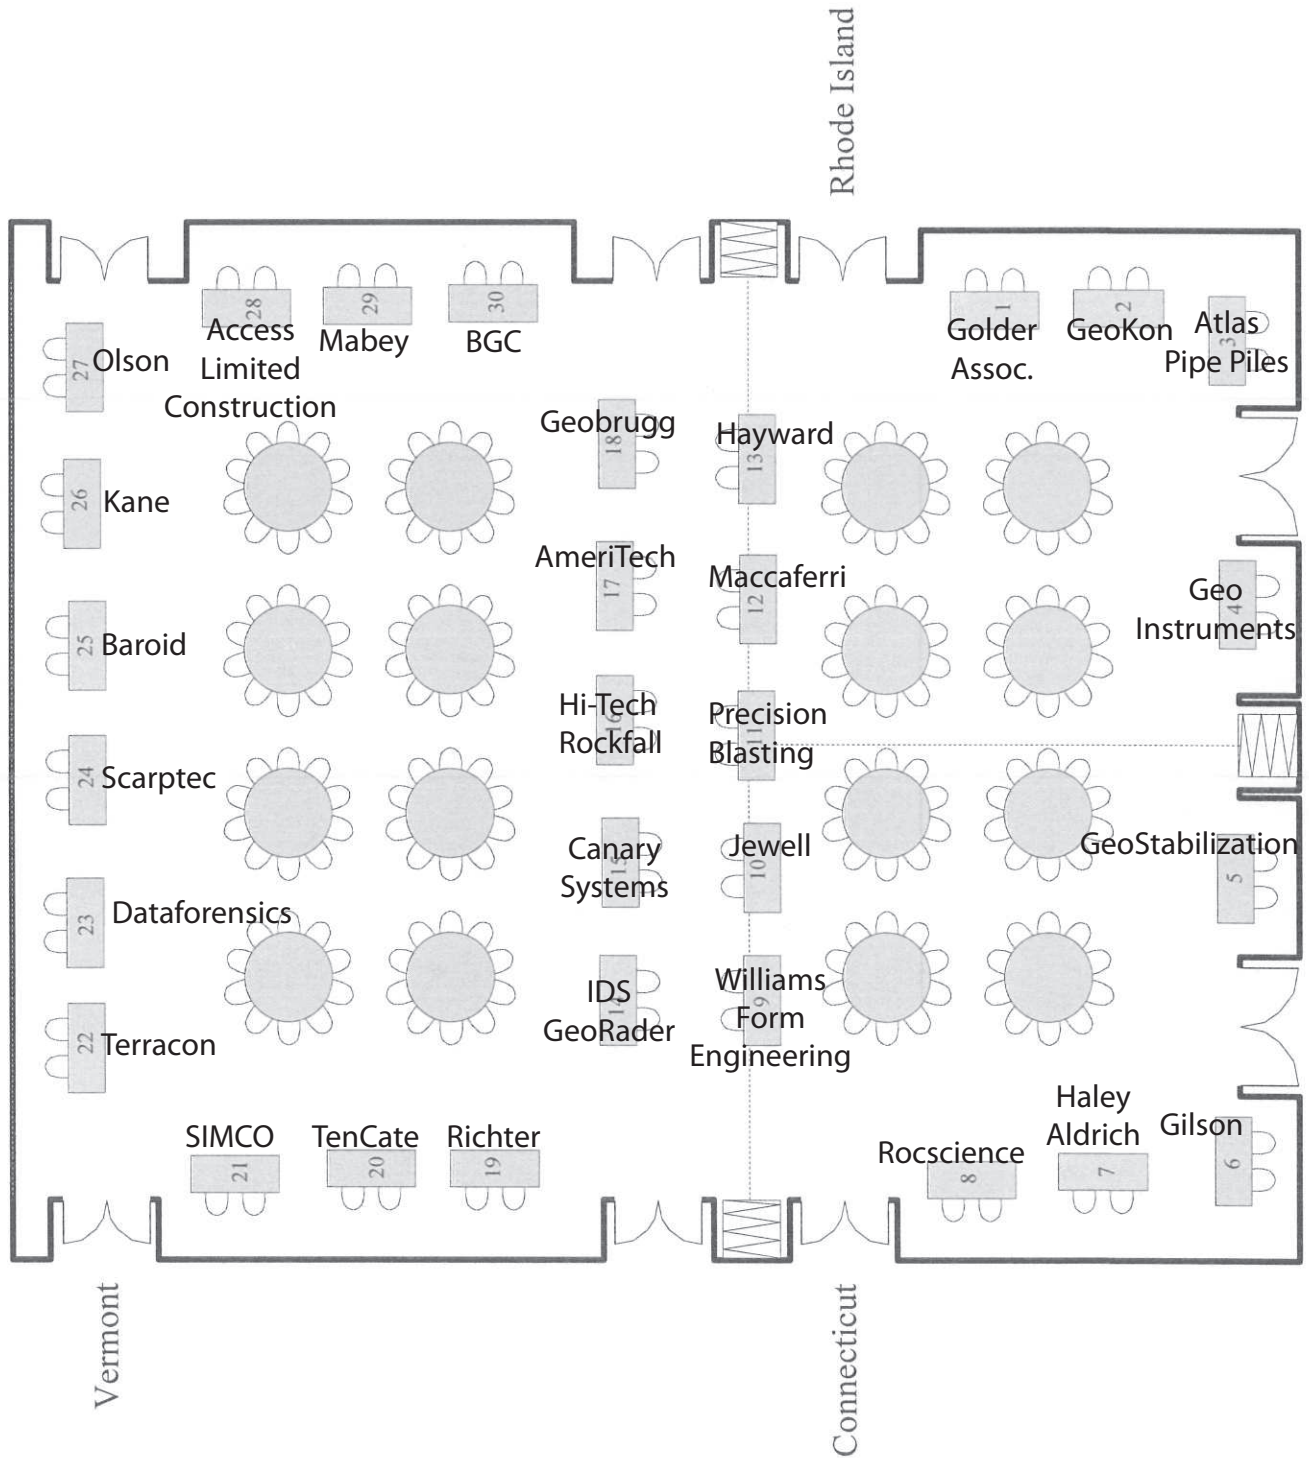 Rhode Island
28
Access
Limited
Construction
29
Mabey
30
BGC
1
Golder
Assoc.
2
GeoKon
3
Atlas
Pipe Piles
27
Olson
Geobrugg
18
Hayward
13
26
Kane
AmeriTech
17
Maccaferri
12
4
Geo
Instruments
25
Baroid
Hi-Tech
Rockfall
16
Precision
Blasting
11
24
Scarptec
Canary
Systems
15
Jewell
10
GeoStabilization
5
23
Dataforensics
IDS
GeoRader
14
Williams
Form
Engineering
9
22
Terracon
SIMCO
21
TenCate
20
Richter
19
Rocscience
8
Haley
Aldrich
7
Gilson
6
Vermont
Connecticut